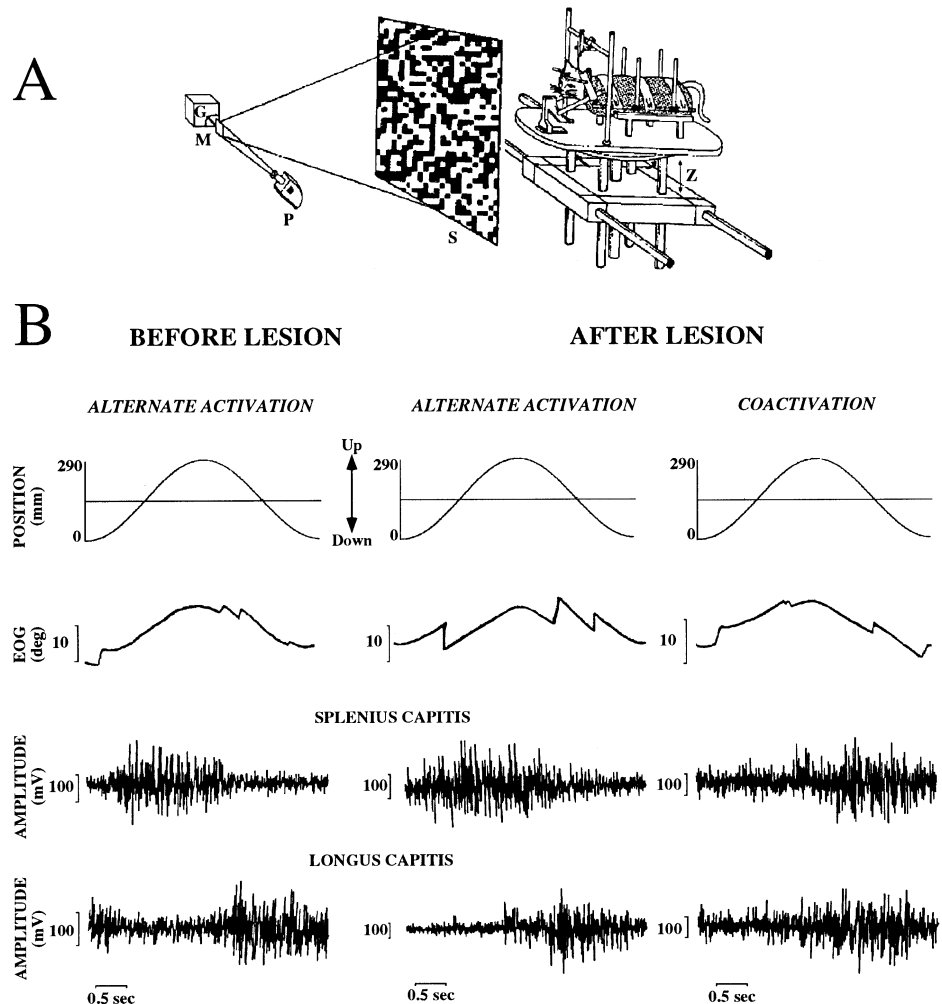 A
G
M
P
S
Z
B
BEFORE LESION
AFTER LESION
ALTERNATE ACTIVATION
ALTERNATE ACTIVATION
COACTIVATION
POSITION
(mm)
290
0
Up
Down
290
0
290
0
EOG
(deg)
10
10
10
SPLENIUS CAPITIS
AMPLITUDE
(mV)
100
100
100
LONGUS CAPITIS
AMPLITUDE
(mV)
100
100
100
0.5 sec
0.5 sec
0.5 sec